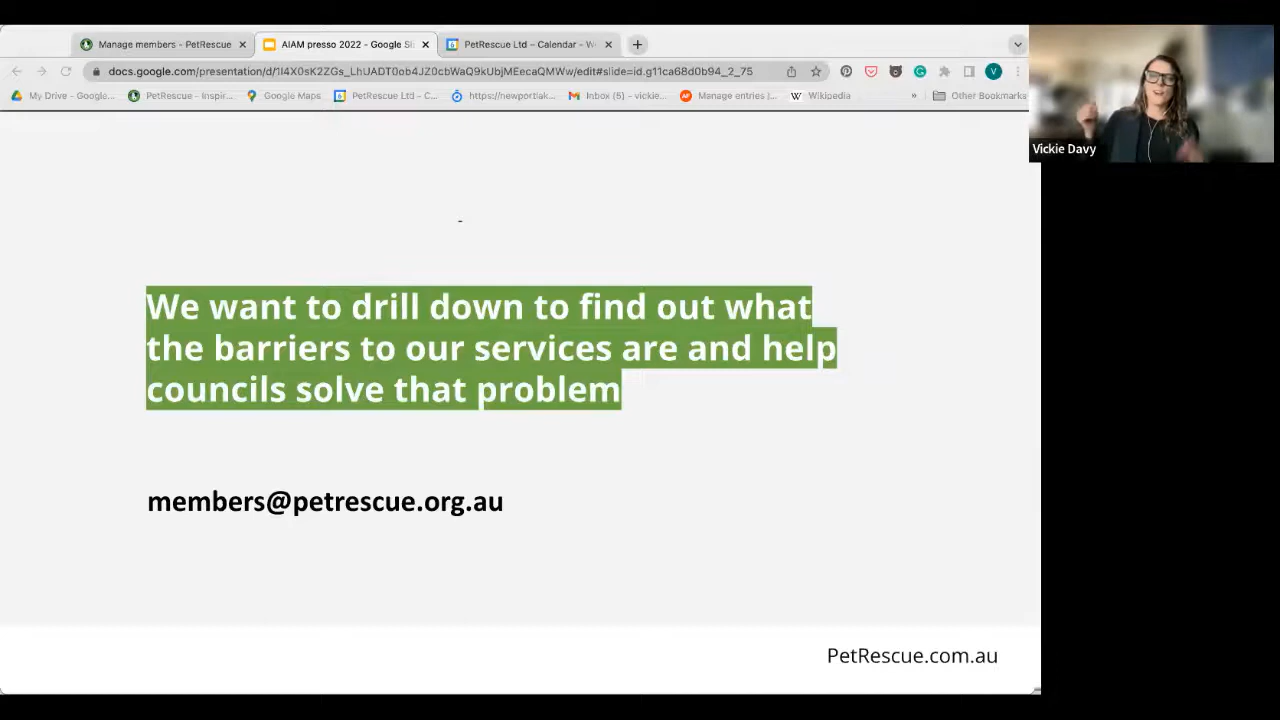 Manage members - PetRescue
AIAM presso 2022 - Google Sl
PetRescue Ltd - Calendar - W
docs.google.com/presentation/d/1I4X0sk2ZGs_LhUADT0ob4JZ0cbWaQ9kUbjMEecaQMWw/edit#slide=id.g11ca68d0b94_2_75
V
My Drive - Google...
PetRescue - Inspir...
Google Maps
PetRescue Ltd - C...
https://newportlak...
Inbox (5) - vickie...
Manage entries |...
Wikipedia
»
Other Bookmarks
Vickie Davy
We want to drill down to find out what
the barriers to our services are and help
councils solve that problem
members@petrescue.org.au
PetRescue.com.au